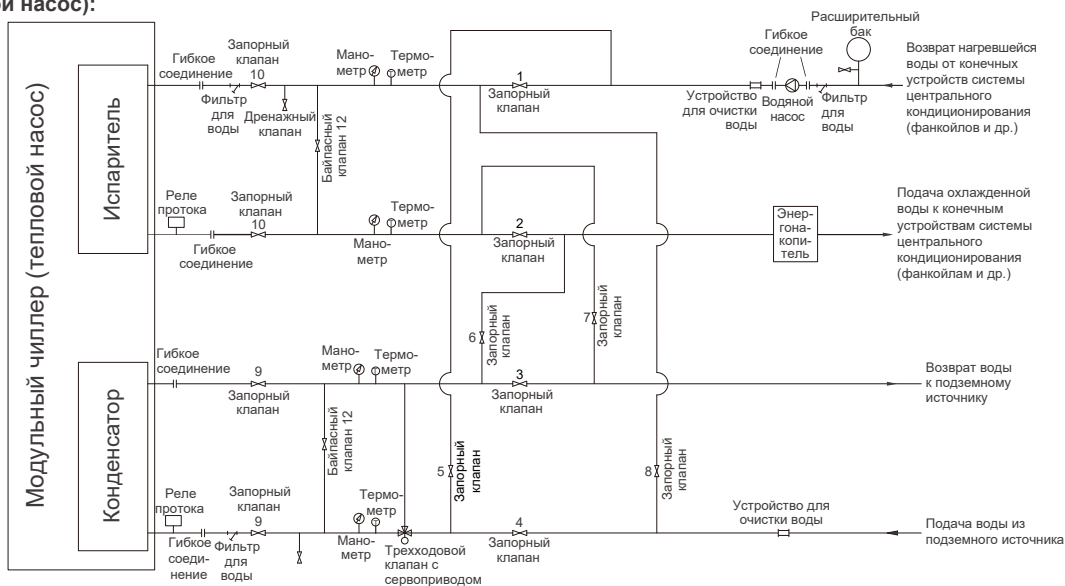 ой насос):
Модульный чиллер (тепловой насос)
Испаритель
Гибкое
соединение
Запорный
клапан
10
Фильтр
для
воды
Дренажный
клапан
Байпасный
клапан 12
Мано-
метр
Термо-
метр
1
Запорный
клапан
Устройство
для очистки
воды
Гибкое
соединение
Водяной
насос
Фильтр
для
воды
Расширительный
бак
Возврат нагревшейся
воды от конечных
устройств системы
центрального
кондиционирования
(фанкойлов и др.)
Реле
протока
Запорный
клапан
10
Гибкое
соединение
Мано-
метр
Термо-
метр
2
Запорный
клапан
Энер-
гона-
копи-
тель
Подача охлажденной
воды к конечным
устройствам системы
центрального
кондиционирования
(фанкойлам и др.)
6
Запорный
клапан
7
Запорный
клапан
Конденсатор
Гибкое
соединение
9
Запорный
клапан
Байпасный
клапан 12
Мано-
метр
Термо-
метр
3
Запорный
клапан
Возврат воды
к подземному
источнику
5
Запорный
клапан
8
Запорный
клапан
Реле
протока
Запорный
клапан
9
Гибкое
соеди-
нение
Фильтр
для
воды
Мано-
метр
Термо-
метр
Трехходовой
клапан с
сервоприводом
4
Запорный
клапан
Устройство для
очистки воды
Подача воды из
подземного источника